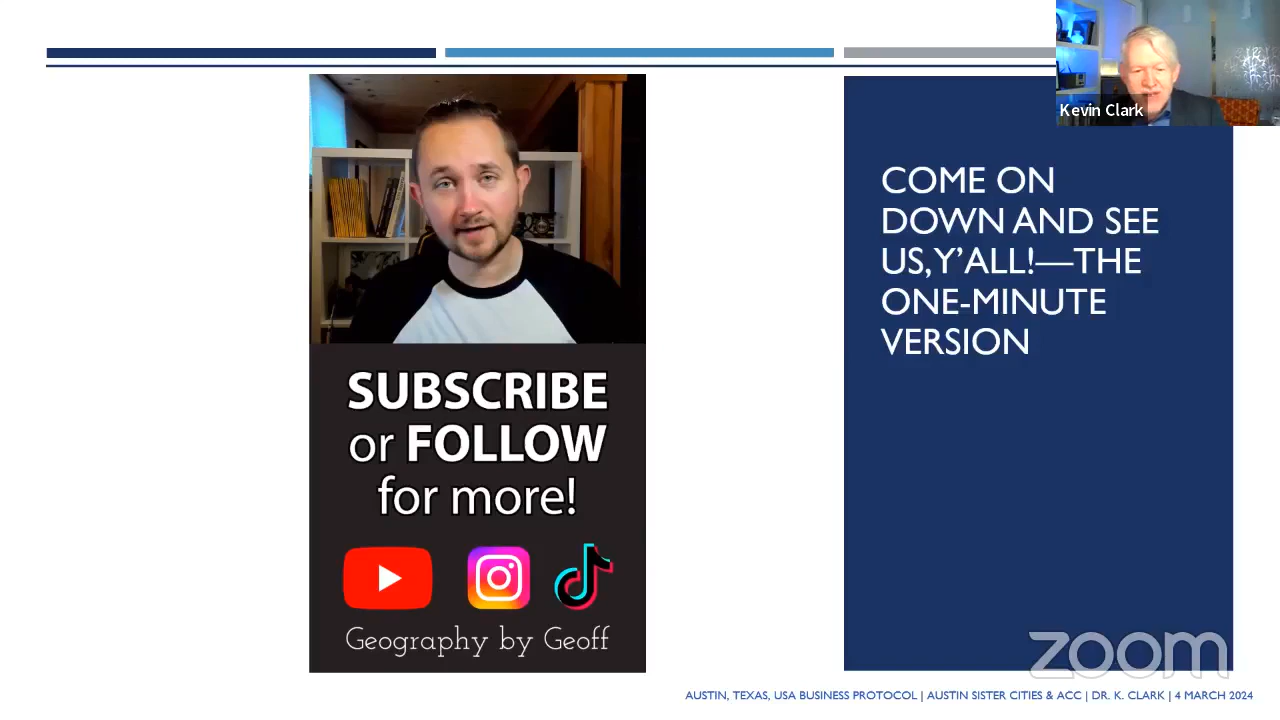 Kevin Clark
COME ON
DOWN AND SEE
US, Y'ALL!—THE
ONE-MINUTE
VERSION
SUBSCRIBE
or FOLLOW
for more!
Geography by Geoff
zoom
AUSTIN, TEXAS, USA BUSINESS PROTOCOL | AUSTIN SISTER CITIES & ACC | DR. K. CLARK | 4 MARCH 2024